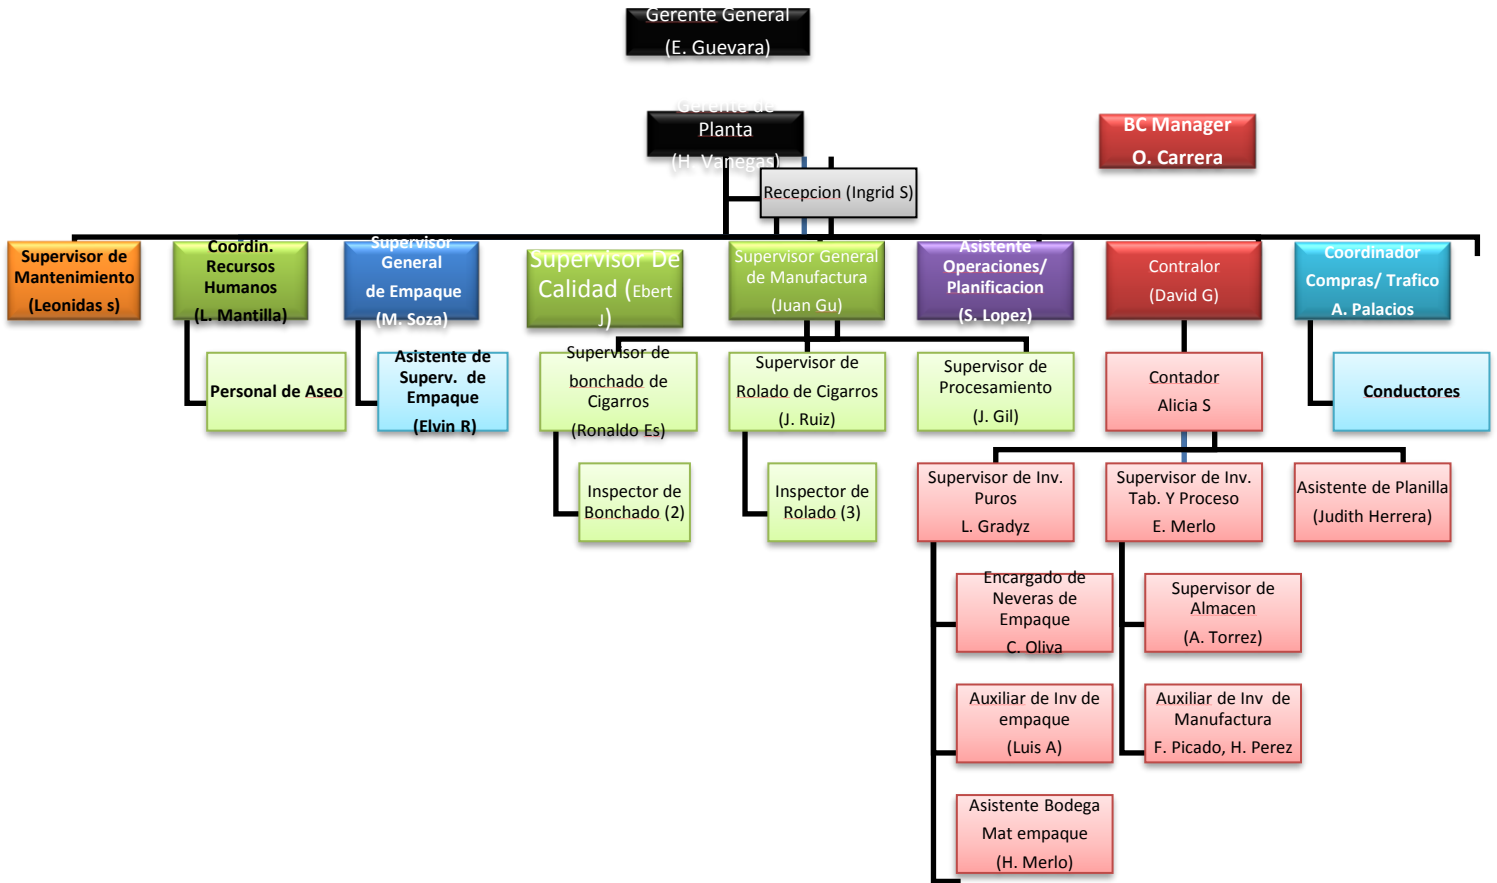 Gerente General
(E. Guevara)
Gerente de
Planta
(H. Vanegas)
BC Manager
O. Carrera
Recepcion (Ingrid S)
Supervisor de
Mantenimiento
(Leonidas s)
Coordin.
Recursos
Humanos
(L. Mantilla)
Supervisor
General
de Empaque
(M. Soza)
Supervisor De
Calidad (Ebert
J)
Supervisor General
de Manufactura
(Juan Gu)
Asistente
Operaciones/
Planificacion
(S. Lopez)
Contralor
(David G)
Coordinador
Compras/ Trafico
A. Palacios
Personal de Aseo
Asistente de
Superv. de
Empaque
(Elvin R)
Supervisor de
bonchado de
Cigarros
(Ronaldo Es)
Supervisor de
Rolado de Cigarros
(J. Ruiz)
Supervisor de
Procesamiento
(J. Gil)
Contador
Alicia S
Conductores
Inspector de
Bonchado (2)
Inspector de
Rolado (3)
Supervisor de Inv.
Puros
L. Gradyz
Supervisor de Inv.
Tab. Y Proceso
E. Merlo
Asistente de Planilla
(Judith Herrera)
Encargado de
Neveras de
Empaque
C. Oliva
Supervisor de
Almacen
(A. Torrez)
Auxiliar de Inv de
empaque
(Luis A)
Auxiliar de Inv de
Manufactura
F. Picado, H. Perez
Asistente Bodega
Mat empaque
(H. Merlo)